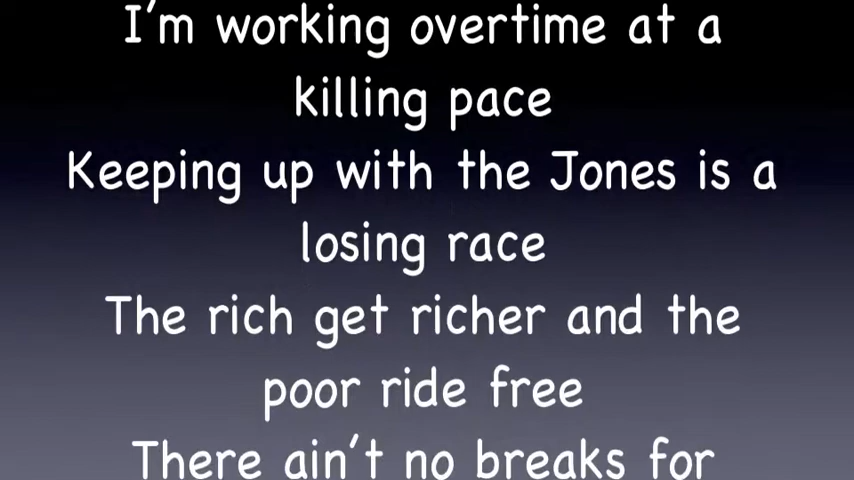 I'm working overtime at a
killing pace
Keeping up with the Jones is a
losing race
The rich get richer and the
poor ride free
There ain't no breaks for